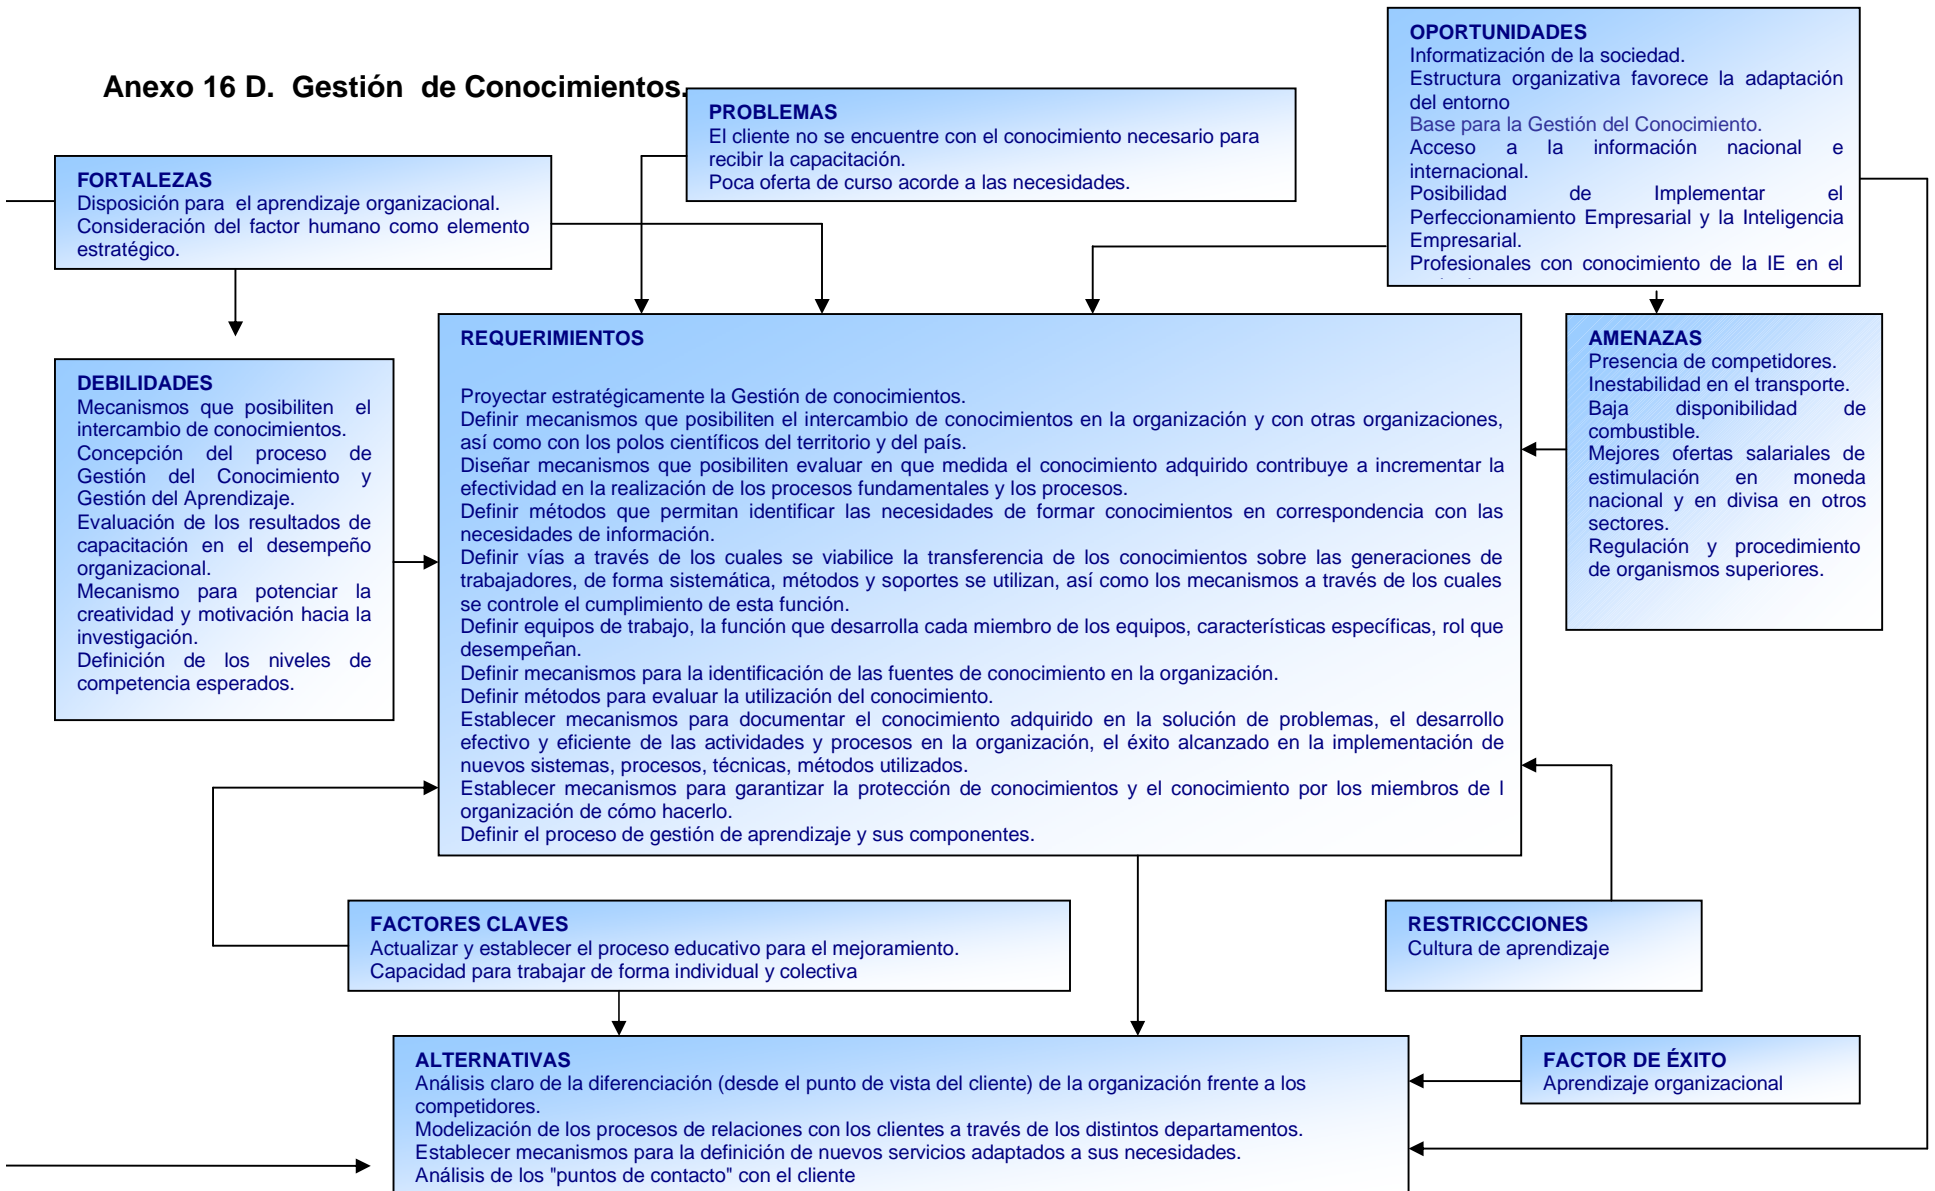 Anexo 16 D. Gestión de Conocimientos.
OPORTUNIDADES
Informatización de la sociedad.
Estructura organizativa favorece la adaptación
del entorno
Base para la Gestión del Conocimiento.
Acceso a la información nacional e
internacional.
Posibilidad de Implementar el
Perfeccionamiento Empresarial y la Inteligencia
Empresarial.
Profesionales con conocimiento de la IE en el
PROBLEMAS
El cliente no se encuentre con el conocimiento necesario para
recibir la capacitación.
Poca oferta de curso acorde a las necesidades.
FORTALEZAS
Disposición para el aprendizaje organizacional.
Consideración del factor humano como elemento
estratégico.
DEBILIDADES
Mecanismos que posibiliten el
intercambio de conocimientos.
Concepción del proceso de
Gestión del Conocimiento y
Gestión del Aprendizaje.
Evaluación de los resultados de
capacitación en el desempeño
organizacional.
Mecanismo para potenciar la
creatividad y motivación hacia la
investigación.
Definición de los niveles de
competencia esperados.
REQUERIMIENTOS
Proyectar estratégicamente la Gestión de conocimientos.
Definir mecanismos que posibiliten el intercambio de conocimientos en la organización y con otras organizaciones,
así como con los polos científicos del territorio y del país.
Diseñar mecanismos que posibiliten evaluar en que medida el conocimiento adquirido contribuye a incrementar la
efectividad en la realización de los procesos fundamentales y los procesos.
Definir métodos que permitan identificar las necesidades de formar conocimientos en correspondencia con las
necesidades de información.
Definir vías a través de los cuales se viabilice la transferencia de los conocimientos sobre las generaciones de
trabajadores, de forma sistemática, métodos y soportes se utilizan, así como los mecanismos a través de los cuales
se controle el cumplimiento de esta función.
Definir equipos de trabajo, la función que desarrolla cada miembro de los equipos, características específicas, rol que
desempeñan.
Definir mecanismos para la identificación de las fuentes de conocimiento en la organización.
Definir métodos para evaluar la utilización del conocimiento.
Establecer mecanismos para documentar el conocimiento adquirido en la solución de problemas, el desarrollo
efectivo y eficiente de las actividades y procesos en la organización, el éxito alcanzado en la implementación de
nuevos sistemas, procesos, técnicas, métodos utilizados.
Establecer mecanismos para garantizar la protección de conocimientos y el conocimiento por los miembros de l
organización de cómo hacerlo.
Definir el proceso de gestión de aprendizaje y sus componentes.
AMENAZAS
Presencia de competidores.
Inestabilidad en el transporte.
Baja disponibilidad de
combustible.
Mejores ofertas salariales de
estimulación en moneda
nacional y en divisa en otros
sectores.
Regulación y procedimiento
de organismos superiores.
FACTORES CLAVES
Actualizar y establecer el proceso educativo para el mejoramiento.
Capacidad para trabajar de forma individual y colectiva
RESTRICCCIONES
Cultura de aprendizaje
ALTERNATIVAS
Análisis claro de la diferenciación (desde el punto de vista del cliente) de la organización frente a los
competidores.
Modelización de los procesos de relaciones con los clientes a través de los distintos departamentos.
Establecer mecanismos para la definición de nuevos servicios adaptados a sus necesidades.
Análisis de los "puntos de contacto" con el cliente
FACTOR DE ÉXITO
Aprendizaje organizacional